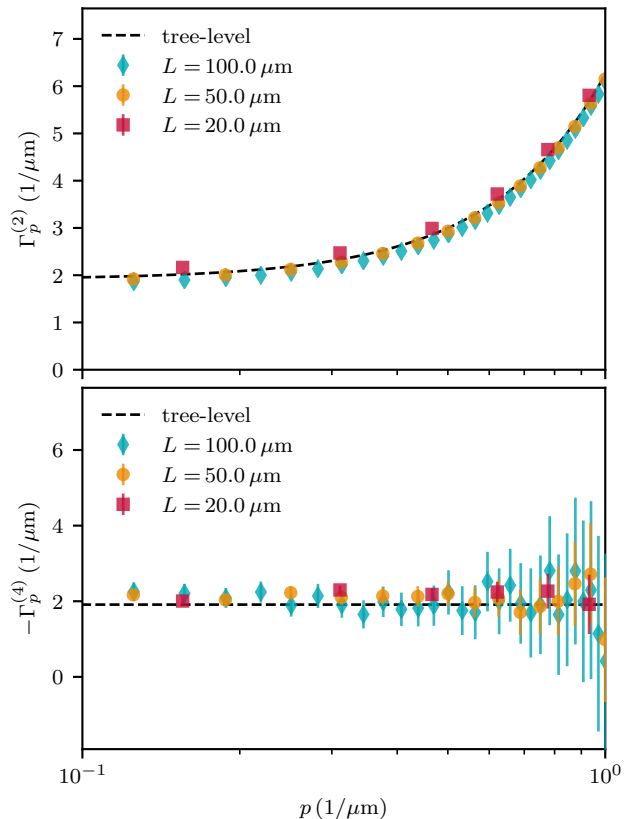 7
6
5
4
3
2
1
0
Γ_p^(2) (1/μm)
tree-level
L = 100.0 μm
L = 50.0 μm
L = 20.0 μm
6
4
2
0
−Γ_p^(4) (1/μm)
tree-level
L = 100.0 μm
L = 50.0 μm
L = 20.0 μm
10^−1
10^0
p (1/μm)